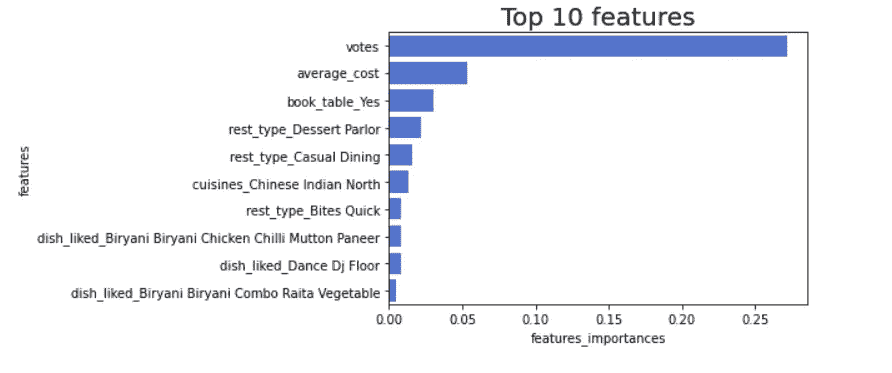 Top 10 features
votes
average_cost
book_table_Yes
rest_type_Dessert Parlor
rest_type_Casual Dining
cuisines_Chinese Indian North
rest_type_Bites Quick
dish_liked_Biryani Biryani Chicken Chilli Mutton Paneer
dish_liked_Dance Dj Floor
dish_liked_Biryani Biryani Combo Raita Vegetable
features
0.00 0.05 0.10 0.15 0.20 0.25
features_importances